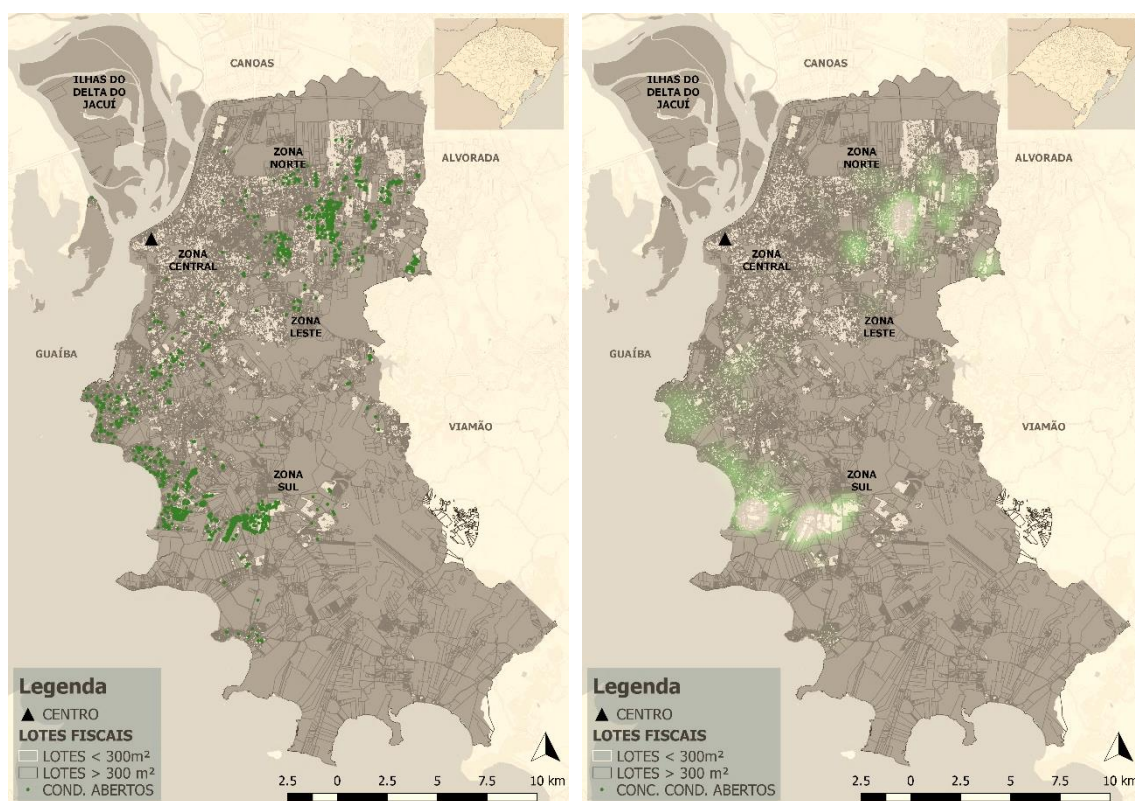 CANOAS
ILHAS DO
DELTA DO
JACUÍ
ZONA
NORTE
ALVORADA
ZONA
CENTRAL
ZONA
LESTE
GUAÍBA
VIAMÃO
ZONA
SUL
Legenda
CENTRO
LOTES FISCAIS
LOTES < 300m²
LOTES > 300 m²
COND. ABERTOS
2.5 0 2.5 5 7.5 10 km
CANOAS
ILHAS DO
DELTA DO
JACUÍ
ZONA
NORTE
ALVORADA
ZONA
CENTRAL
ZONA
LESTE
GUAÍBA
VIAMÃO
ZONA
SUL
Legenda
CENTRO
LOTES FISCAIS
LOTES < 300m²
LOTES > 300 m²
CONC. COND. ABERTOS
2.5 0 2.5 5 7.5 10 km